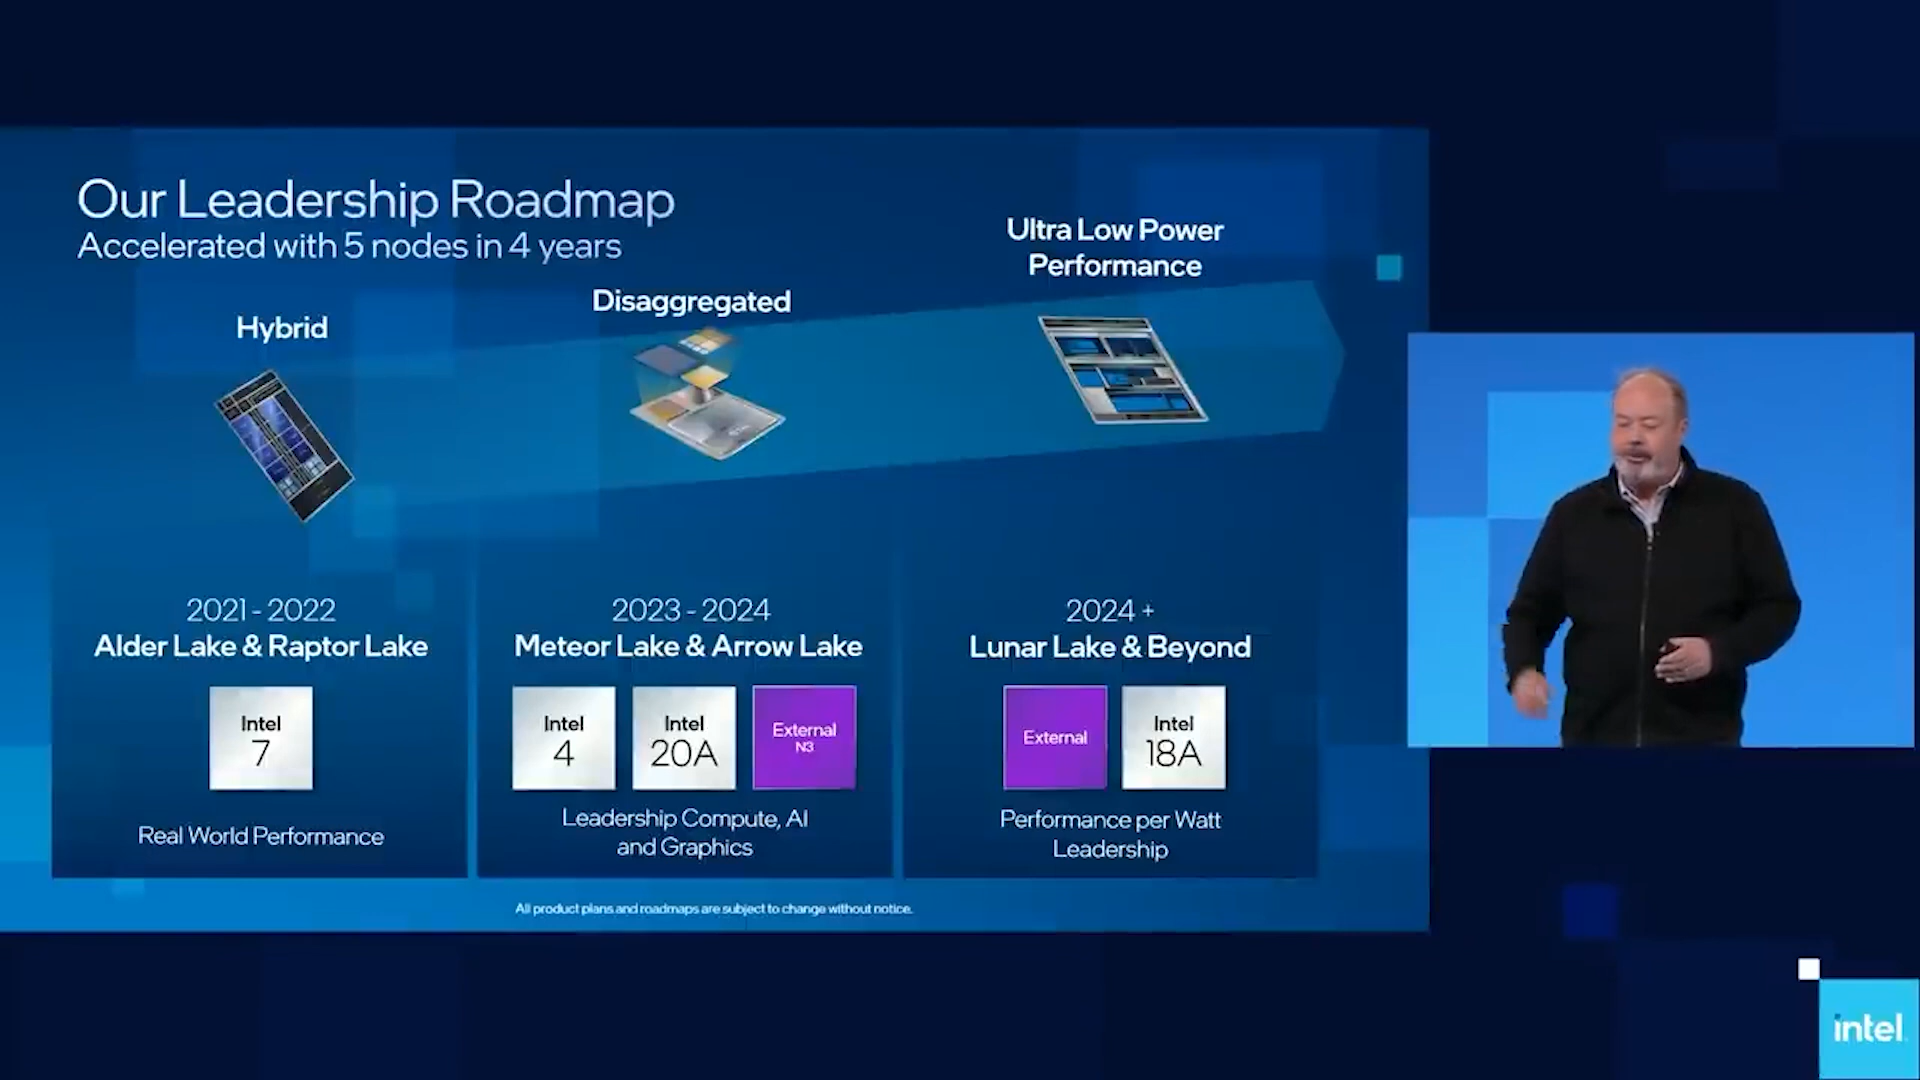 Our Leadership Roadmap
Accelerated with 5 nodes in 4 years
Hybrid
Disaggregated
Ultra Low Power
Performance
2021 - 2022
Alder Lake & Raptor Lake
Intel
7
Real World Performance
2023 - 2024
Meteor Lake & Arrow Lake
Intel
4
Intel
20A
External
N3
Leadership Compute, AI
and Graphics
2024 +
Lunar Lake & Beyond
External
Intel
18A
Performance per Watt
Leadership
All product plans and roadmaps are subject to change without notice.
intel.